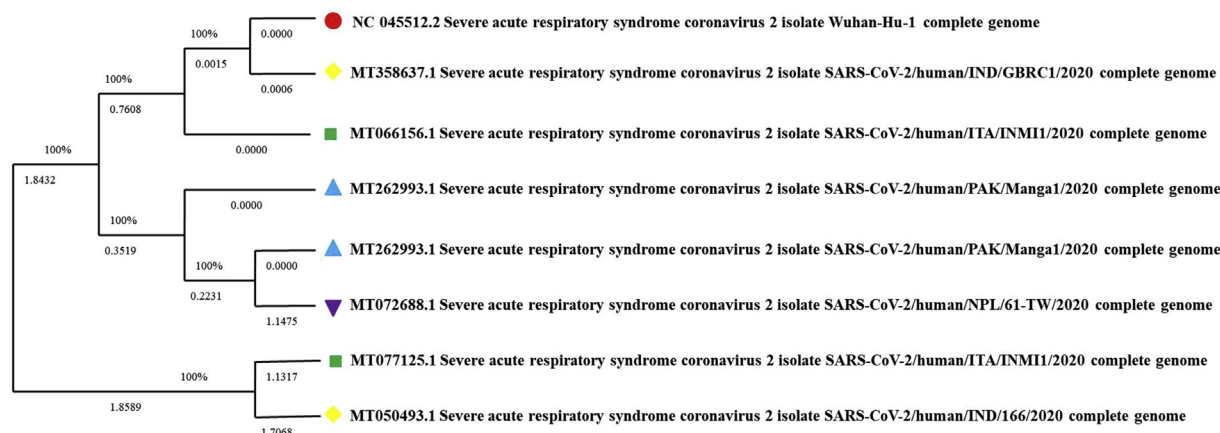 100%
0.0000
NC 045512.2 Severe acute respiratory syndrome coronavirus 2 isolate Wuhan-Hu-1 complete genome
100%
0.0015
MT358637.1 Severe acute respiratory syndrome coronavirus 2 isolate SARS-CoV-2/human/IND/GBRC1/2020 complete genome
0.0006
0.7608
MT066156.1 Severe acute respiratory syndrome coronavirus 2 isolate SARS-CoV-2/human/ITA/INMI1/2020 complete genome
100%
0.0000
1.8432
MT262993.1 Severe acute respiratory syndrome coronavirus 2 isolate SARS-CoV-2/human/PAK/Manga1/2020 complete genome
0.0000
100%
0.3519
MT262993.1 Severe acute respiratory syndrome coronavirus 2 isolate SARS-CoV-2/human/PAK/Manga1/2020 complete genome
100%
0.0000
0.2231
MT072688.1 Severe acute respiratory syndrome coronavirus 2 isolate SARS-CoV-2/human/NPL/61-TW/2020 complete genome
1.1475
MT077125.1 Severe acute respiratory syndrome coronavirus 2 isolate SARS-CoV-2/human/ITA/INMI1/2020 complete genome
100%
1.1317
1.8589
MT050493.1 Severe acute respiratory syndrome coronavirus 2 isolate SARS-CoV-2/human/IND/166/2020 complete genome
1.7068